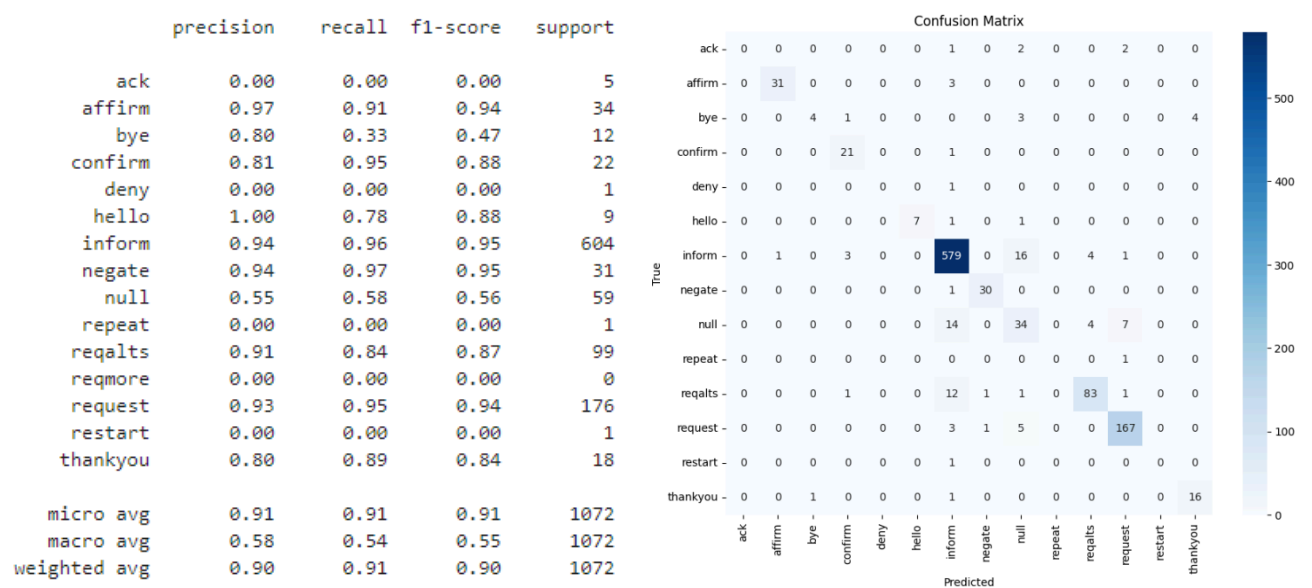 precision recall f1-score support
ack 0.00 0.00 0.00 5
affirm 0.97 0.91 0.94 34
bye 0.80 0.33 0.47 12
confirm 0.81 0.95 0.88 22
deny 0.00 0.00 0.00 1
hello 1.00 0.78 0.88 9
inform 0.94 0.96 0.95 604
negate 0.94 0.97 0.95 31
null 0.55 0.58 0.56 59
repeat 0.00 0.00 0.00 1
reqalts 0.91 0.84 0.87 99
reqmore 0.00 0.00 0.00 0
request 0.93 0.95 0.94 176
restart 0.00 0.00 0.00 1
thankyou 0.80 0.89 0.84 18
micro avg 0.91 0.91 0.91 1072
macro avg 0.58 0.54 0.55 1072
weighted avg 0.90 0.91 0.90 1072
Confusion Matrix
True
ack 0 0 0 0 0 0 1 0 2 0 0 2 0 0
affirm 0 31 0 0 0 0 3 0 0 0 0 0 0 0
bye 0 0 4 1 0 0 0 0 3 0 0 0 0 4
confirm 0 0 0 21 0 0 1 0 0 0 0 0 0 0
deny 0 0 0 0 0 0 1 0 0 0 0 0 0 0
hello 0 0 0 0 0 7 1 0 1 0 0 0 0 0
inform 0 1 0 3 0 0 579 0 16 0 4 1 0 0
negate 0 0 0 0 0 0 1 30 0 0 0 0 0 0
null 0 0 0 0 0 0 14 0 34 0 4 7 0 0
repeat 0 0 0 0 0 0 0 0 0 0 0 1 0 0
reqalts 0 0 0 1 0 0 12 1 1 0 83 1 0 0
request 0 0 0 0 0 0 3 1 5 0 0 167 0 0
restart 0 0 0 0 0 0 1 0 0 0 0 0 0 0
thankyou 0 0 1 0 0 0 1 0 0 0 0 0 0 16
ack affirm bye confirm deny hello inform negate null repeat reqalts request restart thankyou
Predicted
500
400
300
200
100
0